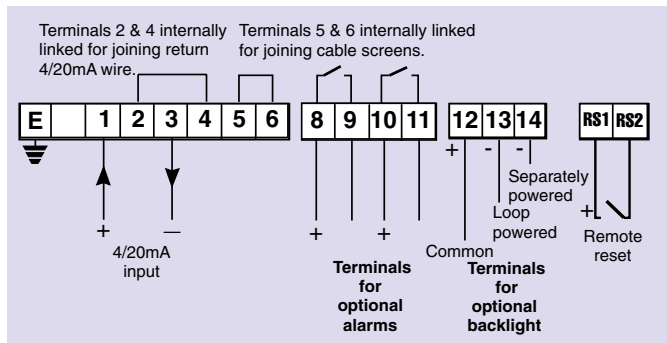 Terminals 2 & 4 internally
linked for joining return
4/20mA wire.
Terminals 5 & 6 internally linked
for joining cable screens.
E 1 2 3 4 5 6 8 9 10 11 12 13 14 RS1 RS2
+ - -
Separately
powered
Loop
powered
Common
+ —
4/20mA
input
+ +
Terminals
for
optional
alarms
Terminals
for
optional
backlight
+
Remote
reset